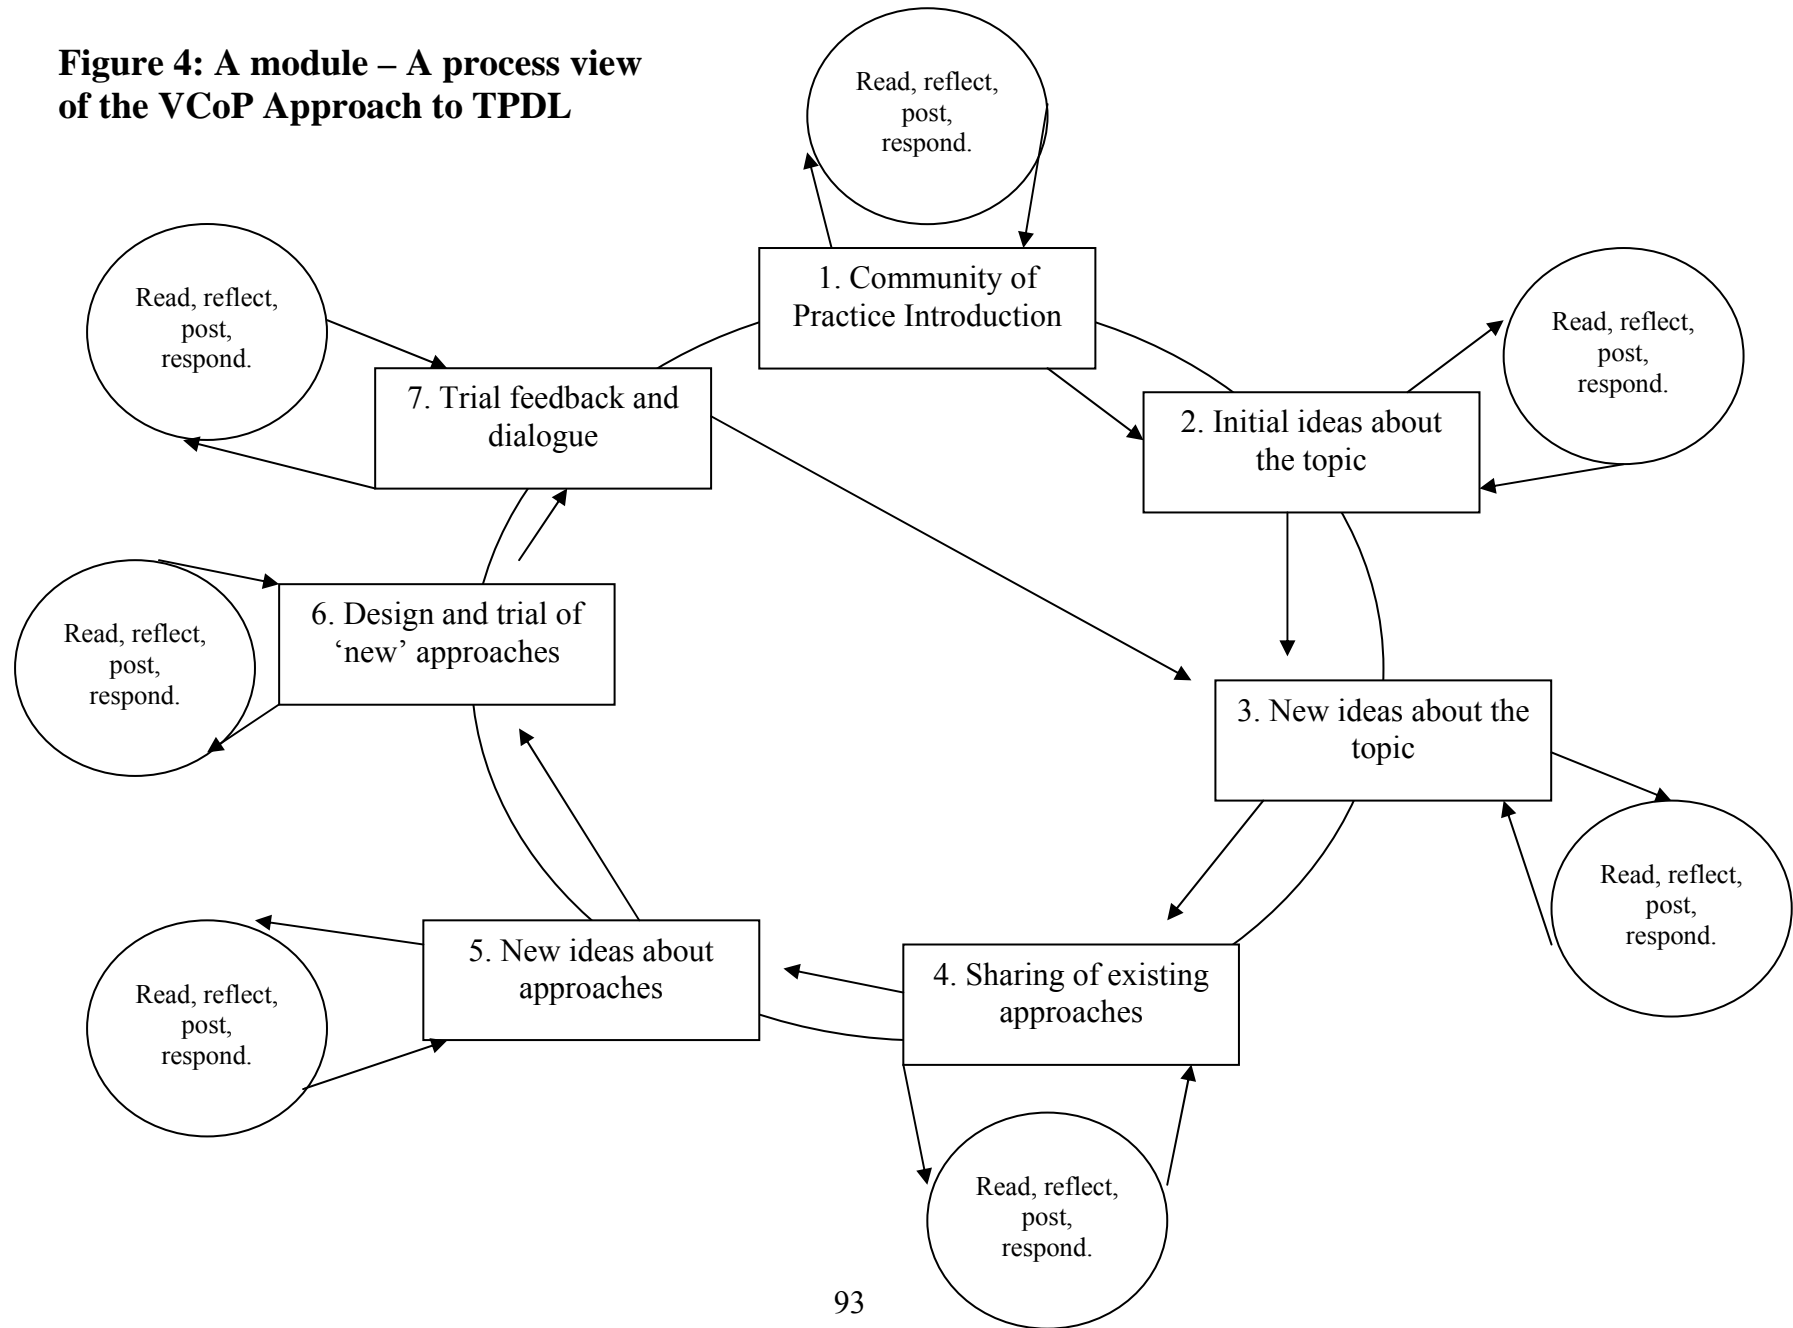 Figure 4: A module – A process view
of the VCoP Approach to TPDL
Read, reflect,
post,
respond.
1. Community of
Practice Introduction
Read, reflect,
post,
respond.
2. Initial ideas about
the topic
3. New ideas about the
topic
Read, reflect,
post,
respond.
Read, reflect,
post,
respond.
4. Sharing of existing
approaches
Read, reflect,
post,
respond.
5. New ideas about
approaches
Read, reflect,
post,
respond.
6. Design and trial of
‘new’ approaches
Read, reflect,
post,
respond.
7. Trial feedback and
dialogue
Read, reflect,
post,
respond.
93